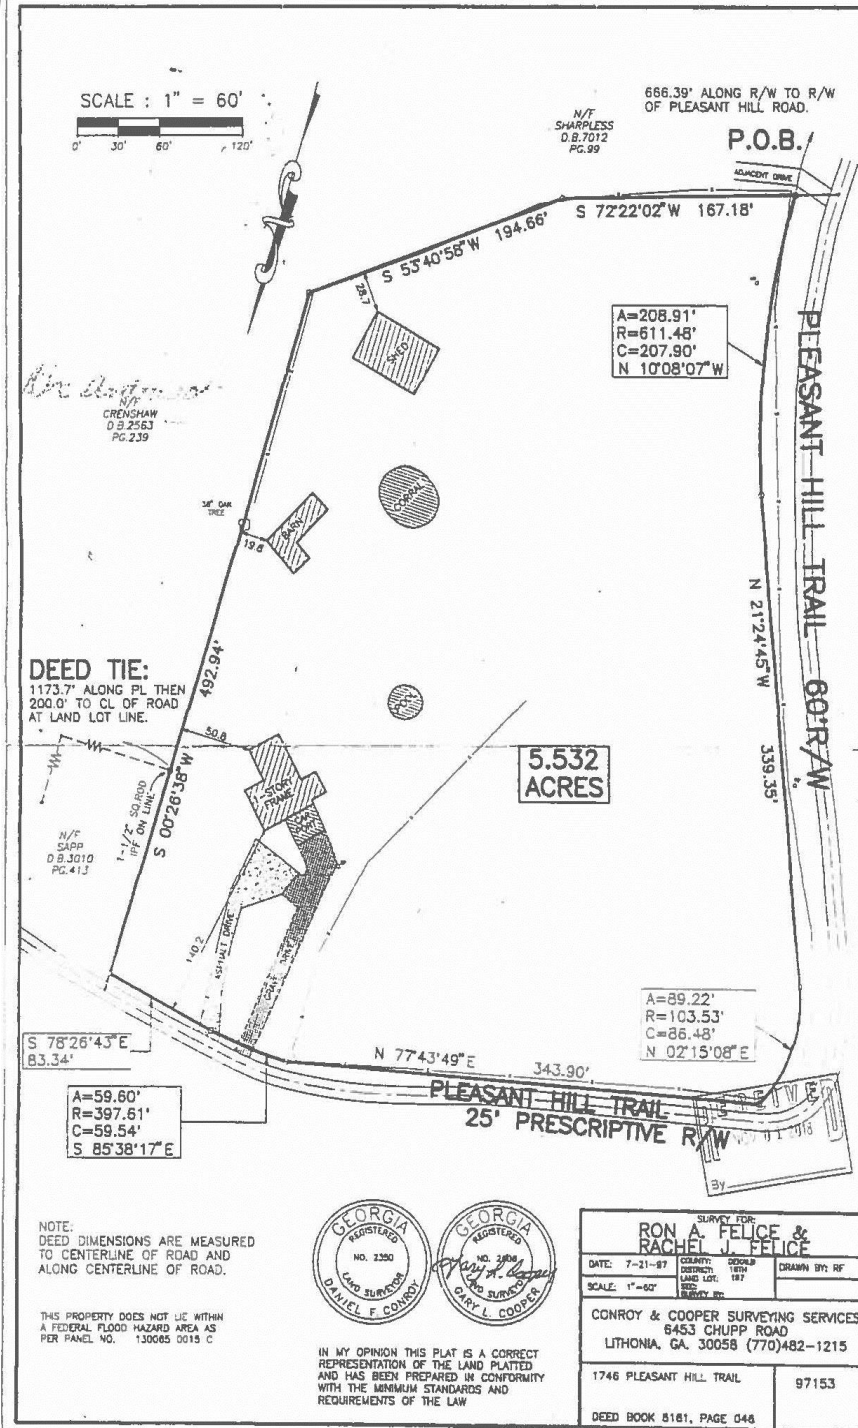 SCALE : 1" = 60'
0' 30' 60' 120'
666.39' ALONG R/W TO R/W
OF PLEASANT HILL ROAD.
P.O.B.
ADJACENT DRIVE
N/F
SHARPLESS
D.B.7012
PG.99
S 72°22'02"W 167.18'
S 53°40'58"W 194.66'
28.7
SHED
A=208.91'
R=611.48'
C=207.90'
N 10°08'07"W
PLEASANT HILL TRAIL 60'R/W
N/F
CRENSHAW
D.B.2563
PG.239
38" OAK
TREE
19.8
BARN
CORRAL
N 21°24'45"W 339.35'
DEED TIE:
1173.7' ALONG PL THEN
200.0' TO CL OF ROAD
AT LAND LOT LINE.
S 00°26'38"W 492.94'
POOL
50.8
5.532
ACRES
1-1/2" SQ.ROD
IPF ON LINE
STORY
FRAME
CAR
PORT
N/F
SAPP
D.B.3010
PG.413
140.2
ASPHALT DRIVE
GRAVEL DRIVE
S 78°26'43"E
83.34'
A=89.22'
R=103.53'
C=86.48'
N 02°15'08"E
N 77°43'49"E 343.90'
A=59.60'
R=397.61'
C=59.54'
S 85°38'17"E
PLEASANT HILL TRAIL
25' PRESCRIPTIVE R/W
RECEIVED
By
NOTE:
DEED DIMENSIONS ARE MEASURED
TO CENTERLINE OF ROAD AND
ALONG CENTERLINE OF ROAD.
THIS PROPERTY DOES NOT LIE WITHIN
A FEDERAL FLOOD HAZARD AREA AS
PER PANEL NO. 130065 0015 C
GEORGIA
REGISTERED
NO. 2350
LAND SURVEYOR
DANIEL F. CONROY
GEORGIA
REGISTERED
LAND SURVEYOR
GARY L. COOPER
IN MY OPINION THIS PLAT IS A CORRECT
REPRESENTATION OF THE LAND PLATTED
AND HAS BEEN PREPARED IN CONFORMITY
WITH THE MINIMUM STANDARDS AND
REQUIREMENTS OF THE LAW
SURVEY FOR:
RON A. FELICE &
RACHEL J. FELICE
DATE: 7-21-97
COUNTY: DEKALB
DISTRICT: 18TH
LAND LOT: 187
DRAWN BY: RF
SCALE: 1"=60'
CONROY & COOPER SURVEYING SERVICES
6453 CHUPP ROAD
LITHONIA, GA. 30058 (770)482-1215
1746 PLEASANT HILL TRAIL
97153
DEED BOOK 8181, PAGE 048